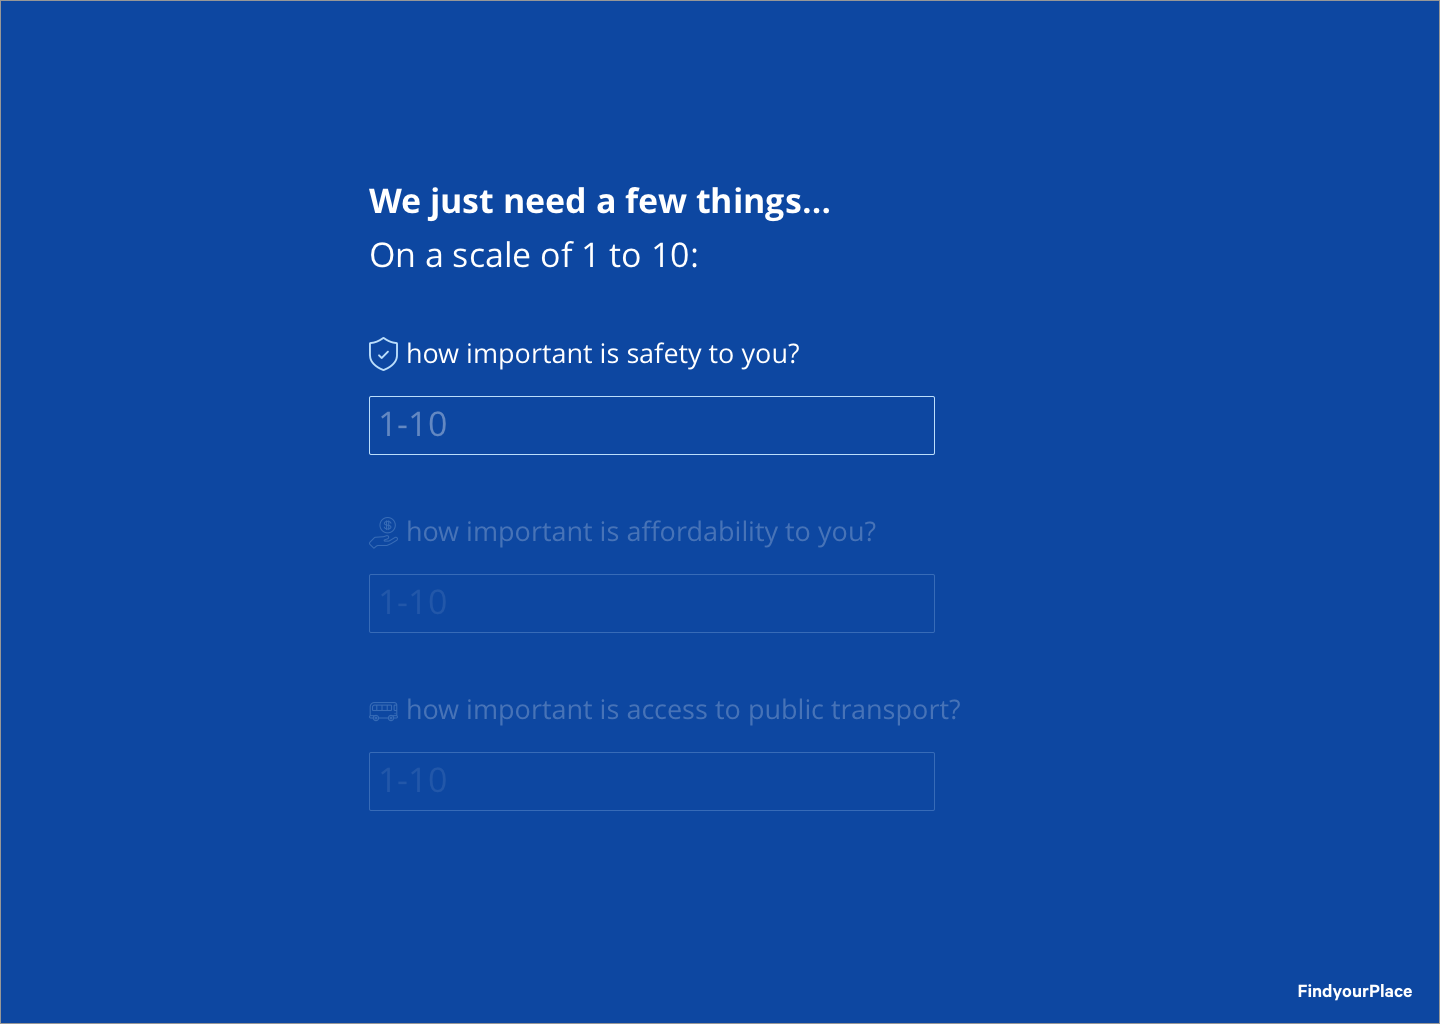 We just need a few things...
On a scale of 1 to 10:
how important is safety to you?
1-10
how important is affordability to you?
1-10
how important is access to public transport?
1-10
FindyourPlace